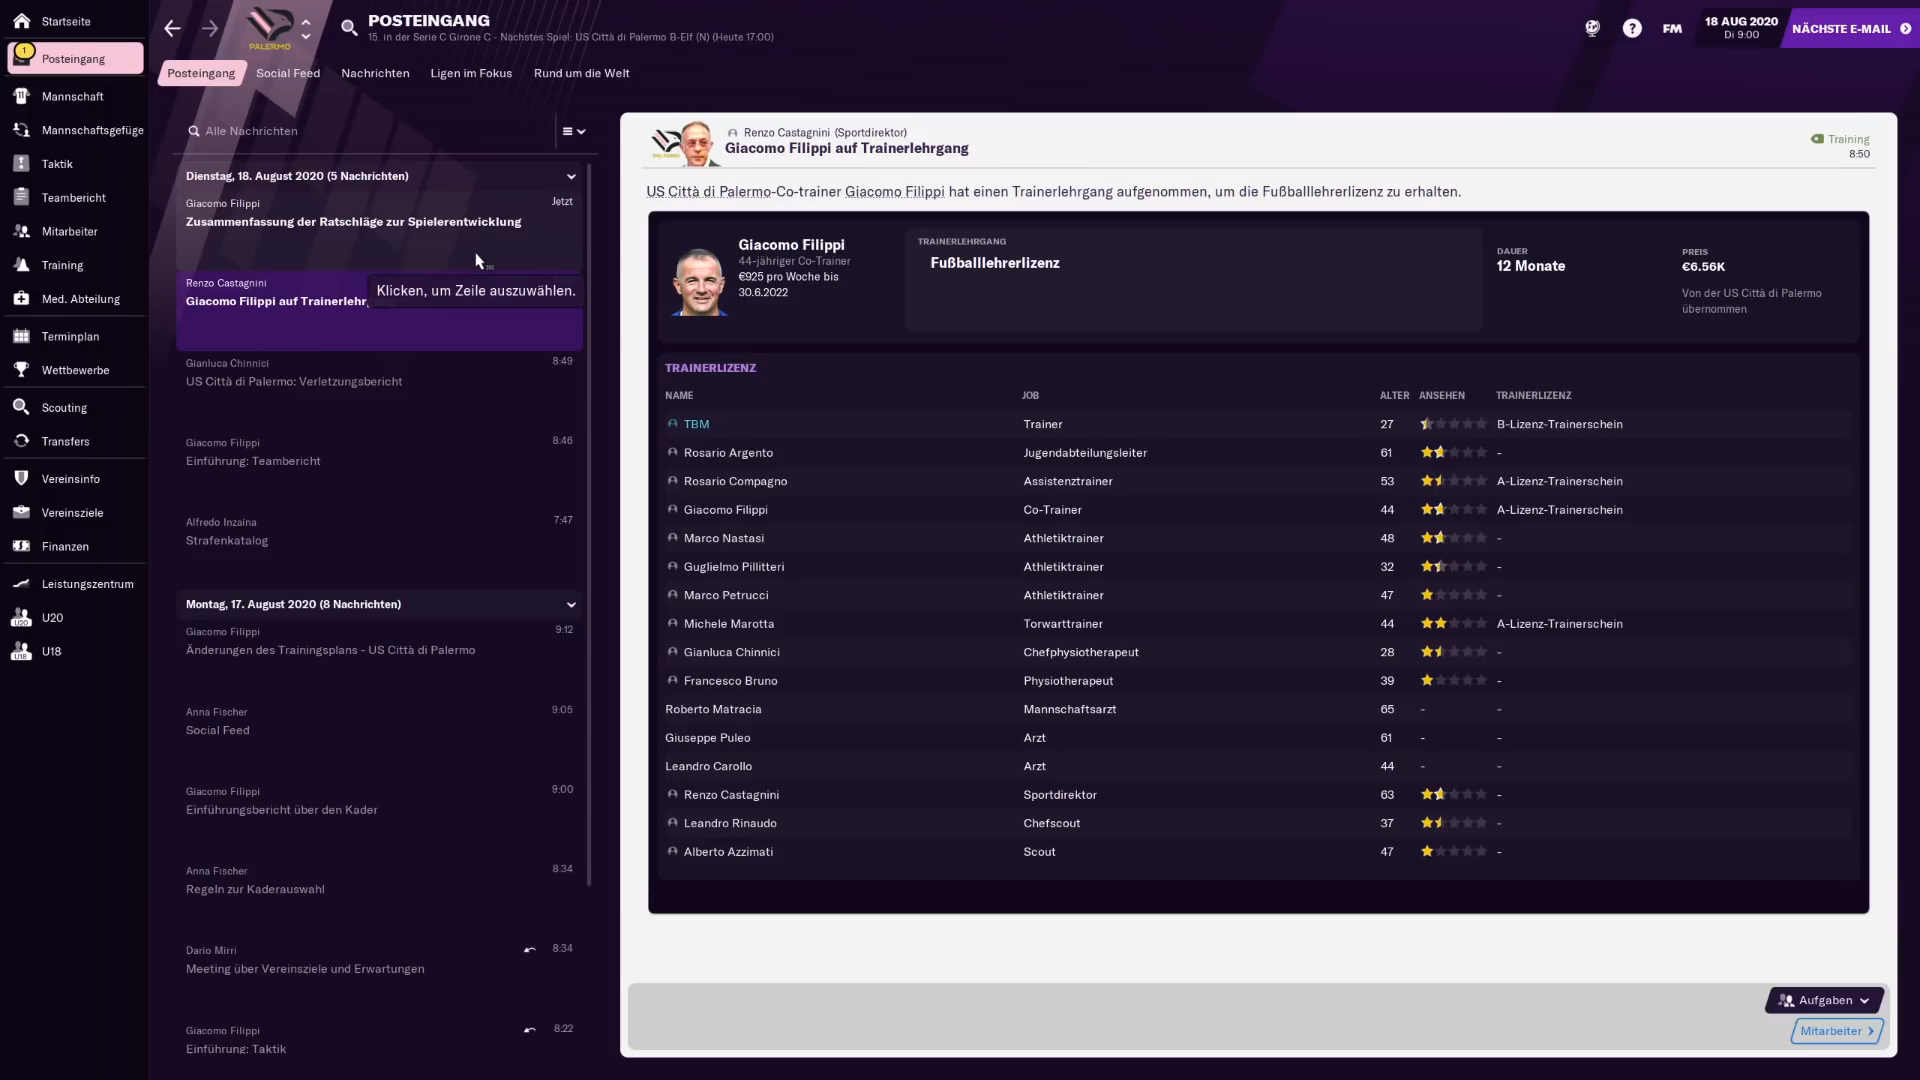 Startseite
1
Posteingang
Mannschaft
Mannschaftsgefüge
Taktik
Teambericht
Mitarbeiter
Training
Med. Abteilung
Terminplan
Wettbewerbe
Scouting
Transfers
Vereinsinfo
Vereinsziele
Finanzen
Leistungszentrum
U20
U20
U18
U18
PALERMO
POSTEINGANG
15. in der Serie C Girone C - Nächstes Spiel: US Città di Palermo B-Elf (N) (Heute 17:00)
FM
18 AUG 2020
Di 9:00
NÄCHSTE E-MAIL
Posteingang
Social Feed
Nachrichten
Ligen im Fokus
Rund um die Welt
Alle Nachrichten
Dienstag, 18. August 2020 (5 Nachrichten)
Giacomo Filippi
Jetzt
Zusammenfassung der Ratschläge zur Spielerentwicklung
Renzo Castagnini
Giacomo Filippi auf Trainerlehr
Klicken, um Zeile auszuwählen.
Gianluca Chinnici
8:49
US Città di Palermo: Verletzungsbericht
Giacomo Filippi
8:46
Einführung: Teambericht
Alfredo Inzaina
7:47
Strafenkatalog
Montag, 17. August 2020 (8 Nachrichten)
Giacomo Filippi
9:12
Änderungen des Trainingsplans - US Città di Palermo
Anna Fischer
9:05
Social Feed
Giacomo Filippi
9:00
Einführungsbericht über den Kader
Anna Fischer
8:34
Regeln zur Kaderauswahl
Dario Mirri
8:34
Meeting über Vereinsziele und Erwartungen
Giacomo Filippi
8:22
Einführung: Taktik
PALERMO
Renzo Castagnini (Sportdirektor)
Giacomo Filippi auf Trainerlehrgang
Training
8:50
US Città di Palermo-Co-trainer Giacomo Filippi hat einen Trainerlehrgang aufgenommen, um die Fußballlehrerlizenz zu erhalten.
Giacomo Filippi
44-jähriger Co-Trainer
€925 pro Woche bis
30.6.2022
TRAINERLEHRGANG
Fußballlehrerlizenz
DAUER
12 Monate
PREIS
€6.56K
Von der US Città di Palermo
übernommen
TRAINERLIZENZ
NAME JOB ALTER ANSEHEN TRAINERLIZENZ
TBM Trainer 27 B-Lizenz-Trainerschein
Rosario Argento Jugendabteilungsleiter 61 -
Rosario Compagno Assistenztrainer 53 A-Lizenz-Trainerschein
Giacomo Filippi Co-Trainer 44 A-Lizenz-Trainerschein
Marco Nastasi Athletiktrainer 48 -
Guglielmo Pillitteri Athletiktrainer 32 -
Marco Petrucci Athletiktrainer 47 -
Michele Marotta Torwarttrainer 44 A-Lizenz-Trainerschein
Gianluca Chinnici Chefphysiotherapeut 28 -
Francesco Bruno Physiotherapeut 39 -
Roberto Matracia Mannschaftsarzt 65 - -
Giuseppe Puleo Arzt 61 - -
Leandro Carollo Arzt 44 - -
Renzo Castagnini Sportdirektor 63 -
Leandro Rinaudo Chefscout 37 -
Alberto Azzimati Scout 47 -
Aufgaben
Mitarbeiter